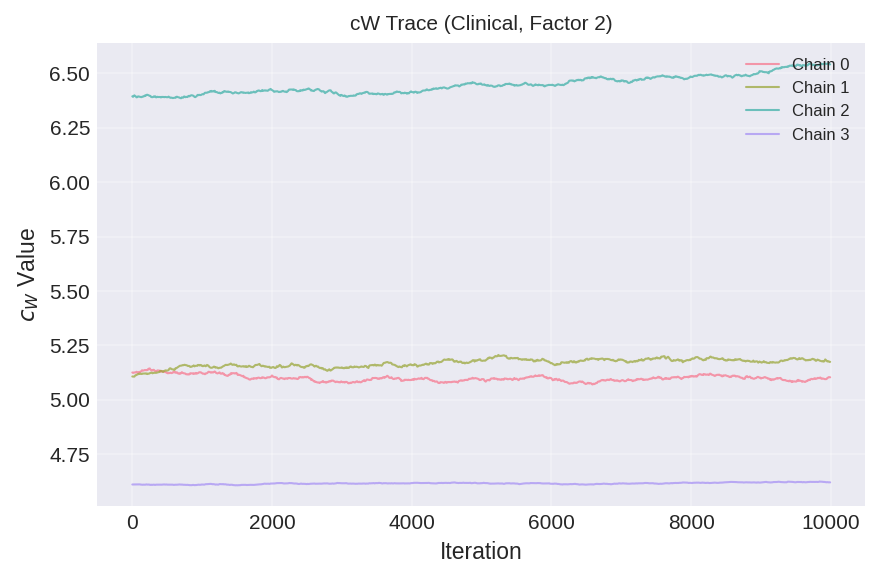 cW Trace (Clinical, Factor 2)
Chain 0
Chain 1
Chain 2
Chain 3
6.50
6.25
6.00
5.75
5.50
5.25
5.00
4.75
c_W Value
0 2000 4000 6000 8000 10000
Iteration